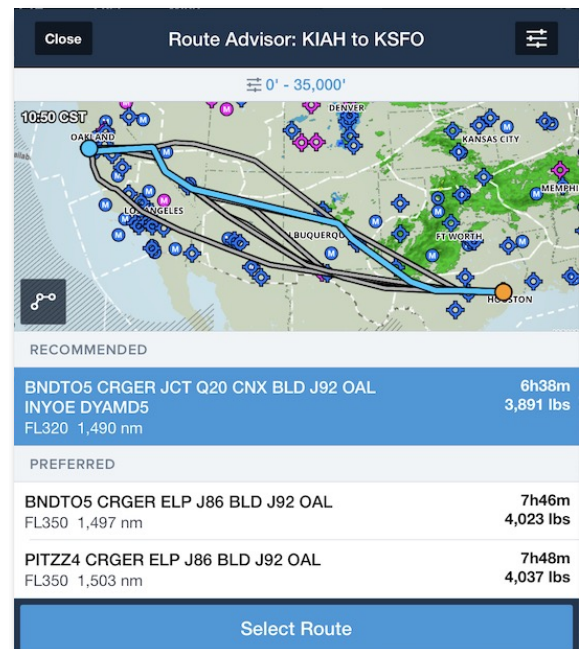 Close
Route Advisor: KIAH to KSFO
0' - 35,000'
10:50 CST
DENVER
OAKLAND
KANSAS CITY
MEMPHI
LOS ANGELES
LBUQUERQU
FT WORTH
HOUSTON
RECOMMENDED
BNDTO5 CRGER JCT Q20 CNX BLD J92 OAL
6h38m
INYOE DYAMD5
3,891 lbs
FL320 1,490 nm
PREFERRED
BNDTO5 CRGER ELP J86 BLD J92 OAL
7h46m
FL350 1,497 nm
4,023 lbs
PITZZ4 CRGER ELP J86 BLD J92 OAL
7h48m
FL350 1,503 nm
4,037 lbs
Select Route